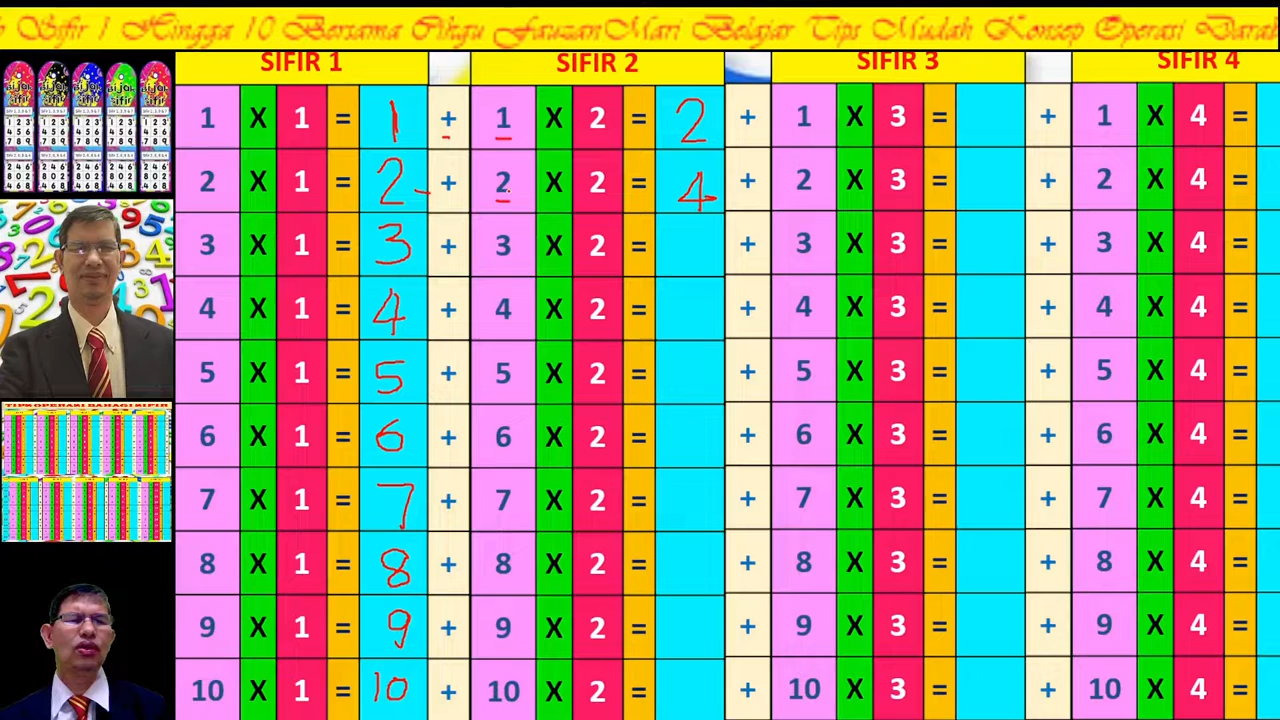 Sifir 1 Hingga 10 Bersama Cikgu Fauzan Mari Belajar Tips Mudah Konsep Operasi Darab
SIFIR 1 SIFIR 2 SIFIR 3 SIFIR 4
1 X 1 = 1 + 1 X 2 = 2 + 1 X 3 = + 1 X 4 =
2 X 1 = 2 + 2 X 2 = 4 + 2 X 3 = + 2 X 4 =
3 X 1 = 3 + 3 X 2 = + 3 X 3 = + 3 X 4 =
4 X 1 = 4 + 4 X 2 = + 4 X 3 = + 4 X 4 =
5 X 1 = 5 + 5 X 2 = + 5 X 3 = + 5 X 4 =
6 X 1 = 6 + 6 X 2 = + 6 X 3 = + 6 X 4 =
7 X 1 = 7 + 7 X 2 = + 7 X 3 = + 7 X 4 =
8 X 1 = 8 + 8 X 2 = + 8 X 3 = + 8 X 4 =
9 X 1 = 9 + 9 X 2 = + 9 X 3 = + 9 X 4 =
10 X 1 = 10 + 10 X 2 = + 10 X 3 = + 10 X 4 =
TIPS OPERASI BAHAGI SIFIR